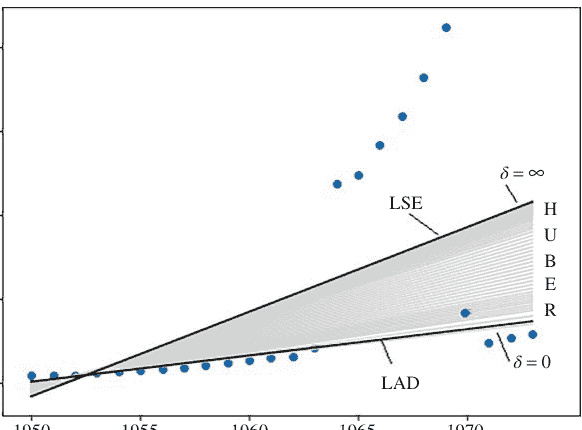 δ = ∞
LSE
H
U
B
E
R
δ = 0
LAD
1950 1955 1960 1965 1970